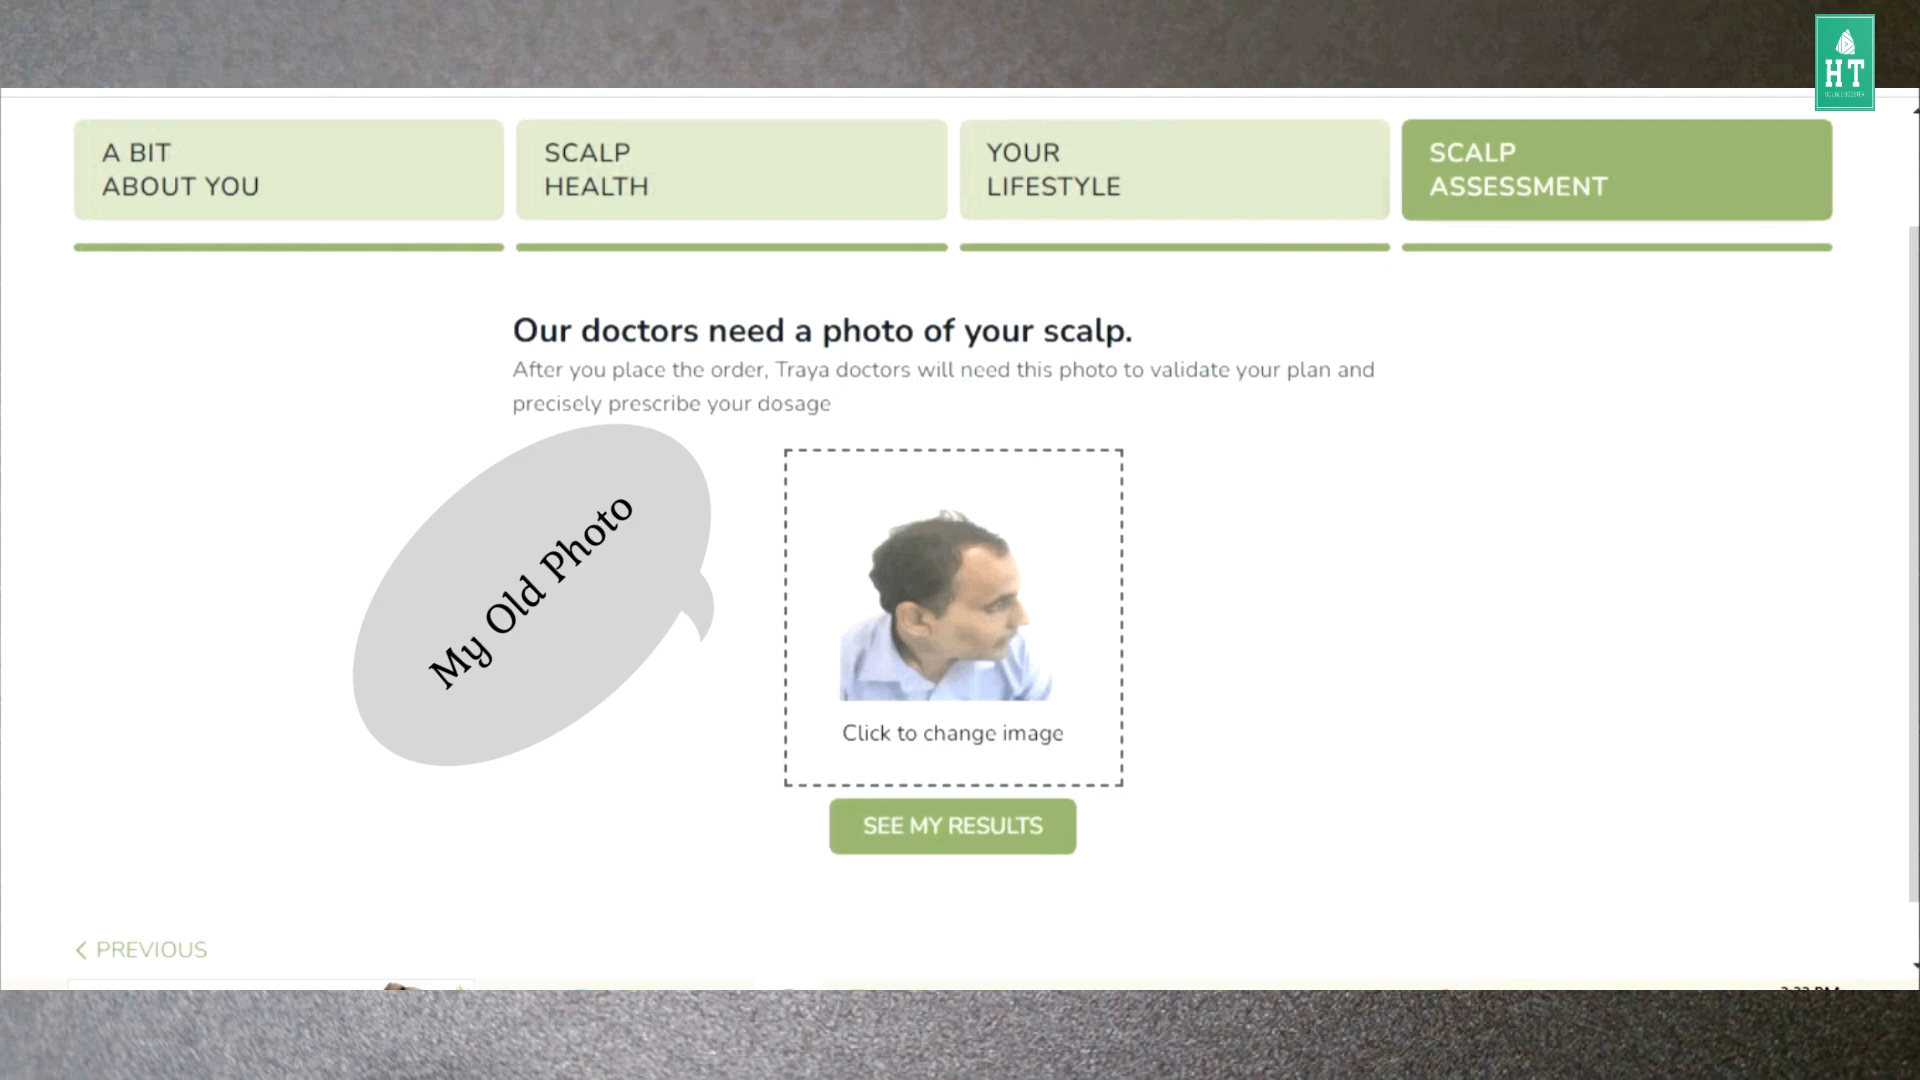 HT
A BIT
ABOUT YOU
SCALP
HEALTH
YOUR
LIFESTYLE
SCALP
ASSESSMENT
Our doctors need a photo of your scalp.
After you place the order, Traya doctors will need this photo to validate your plan and
precisely prescribe your dosage
My Old Photo
Click to change image
SEE MY RESULTS
PREVIOUS